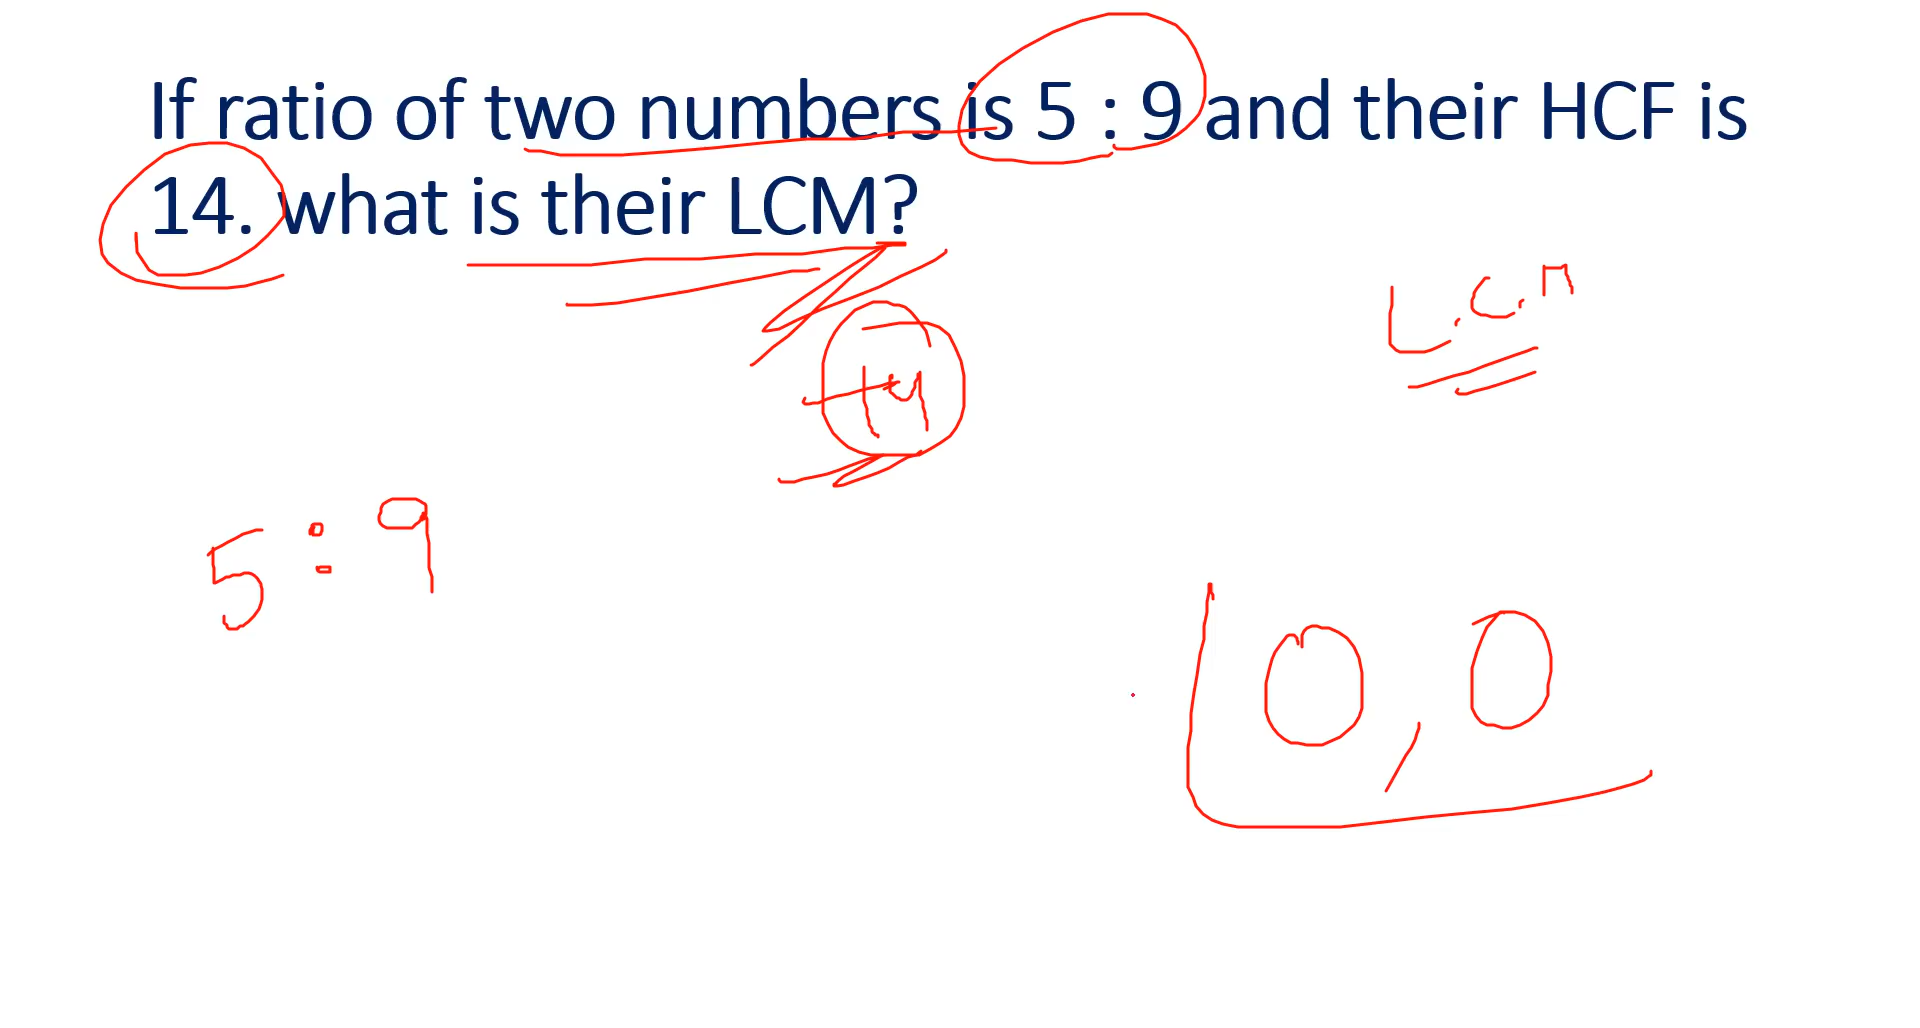 If ratio of two numbers is 5 : 9 and their HCF is
14. what is their LCM?
L.C.M
14
5 : 9
0, 0